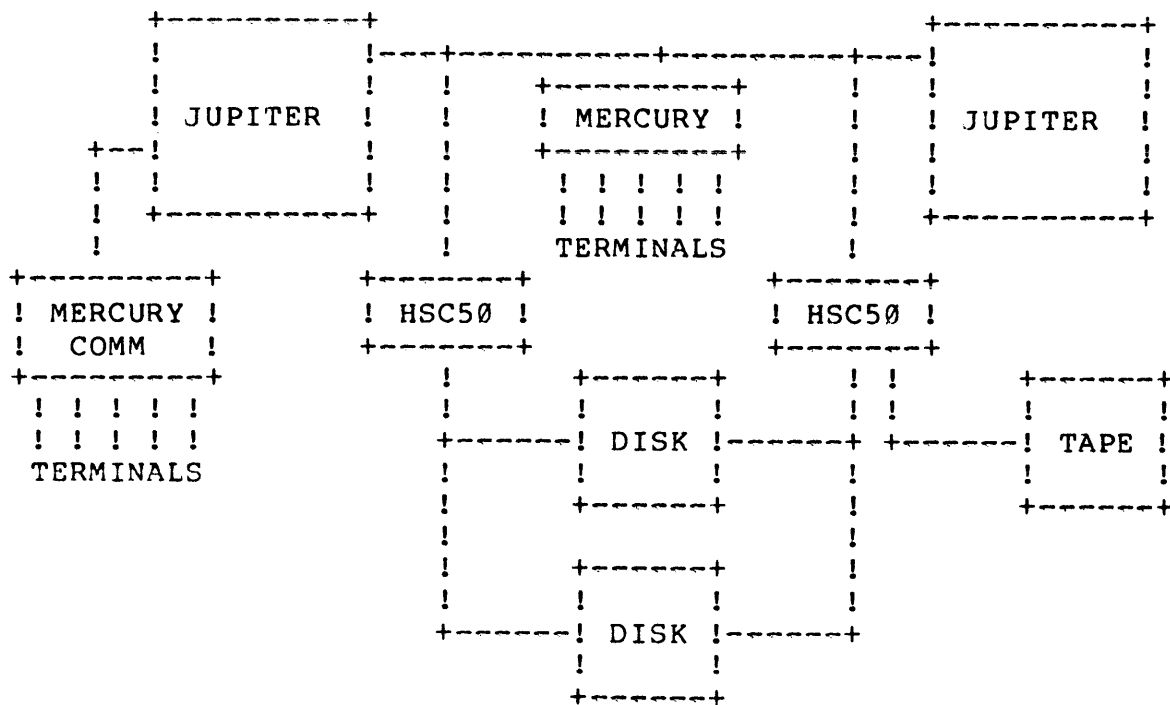 JUPITER
MERCURY
JUPITER
TERMINALS
MERCURY
COMM
HSC50
HSC50
TERMINALS
DISK
TAPE
DISK